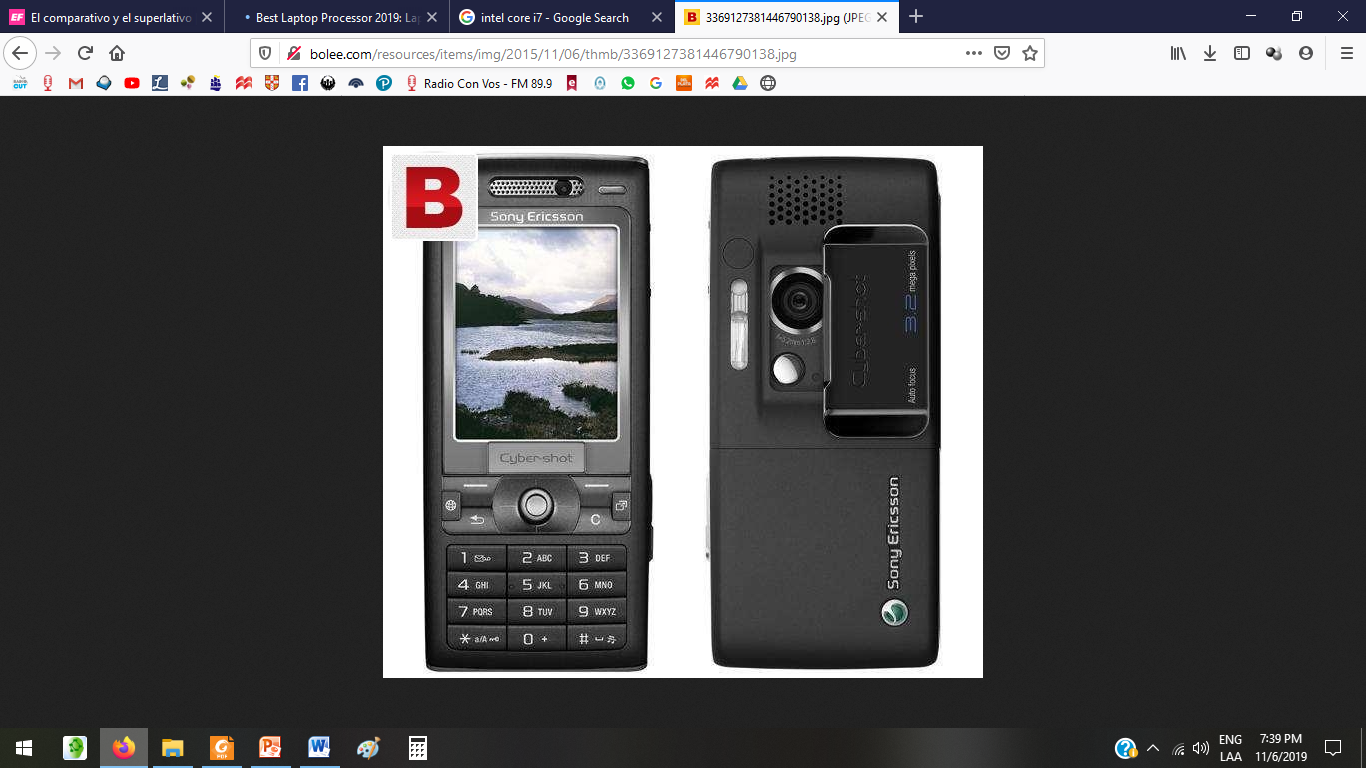 EF El comparativo y el superlativo
Best Laptop Processor 2019: La
intel core i7 - Google Search
B 3369127381446790138.jpg (JPEG
bolee.com/resources/items/img/2015/11/06/thmb/3369127381446790138.jpg
Radio Con Vos - FM 89.9
B
Sony Ericsson
Cyber-shot
C
1
2 ABC
3 DEF
4 GHI
5 JKL
6 MNO
7 PQRS
8 TUV
9 WXYZ
* a/A
0 +
#
Cyber-shot
3.2 mega pixels
Auto focus
Sony Ericsson
PDF
ENG
LAA
7:39 PM
11/6/2019